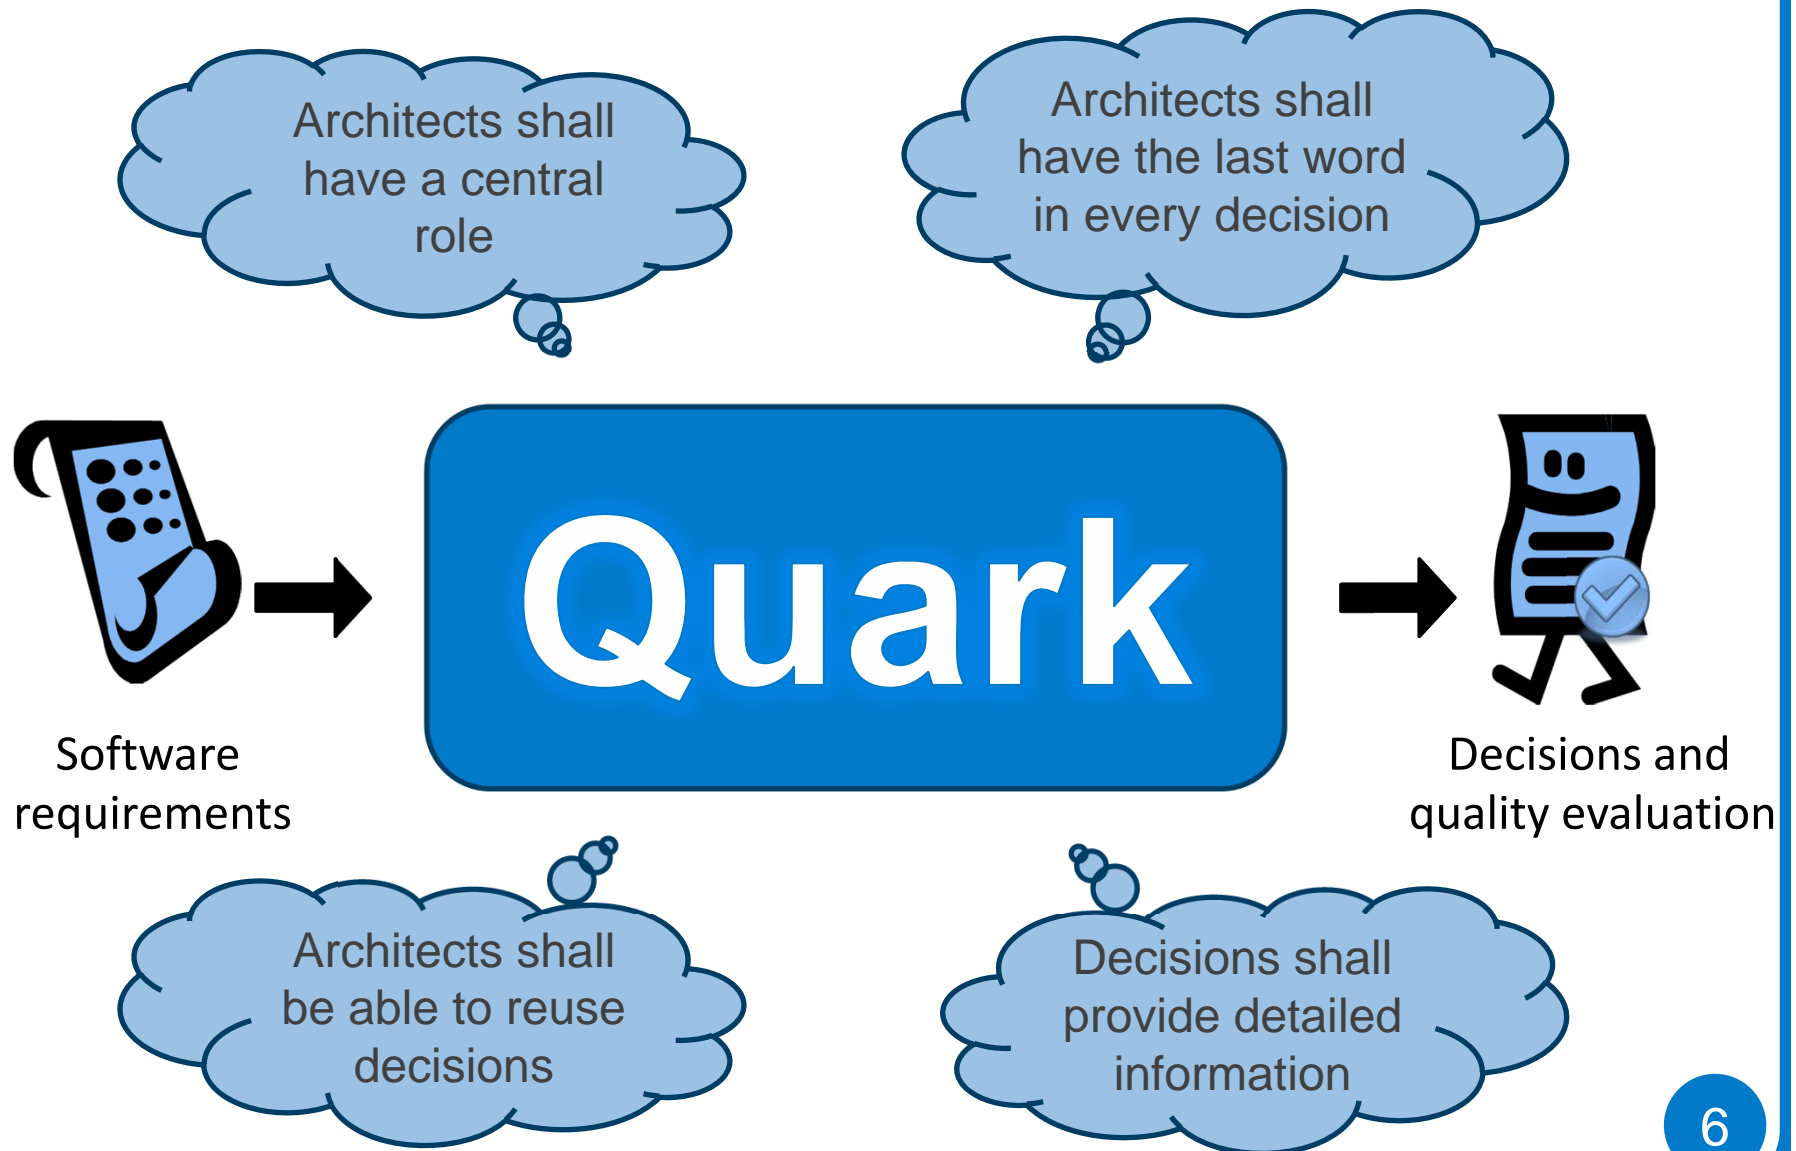 Architects shall
have a central
role
Architects shall
have the last word
in every decision
Quark
Software
requirements
Decisions and
quality evaluation
Architects shall
be able to reuse
decisions
Decisions shall
provide detailed
information
6